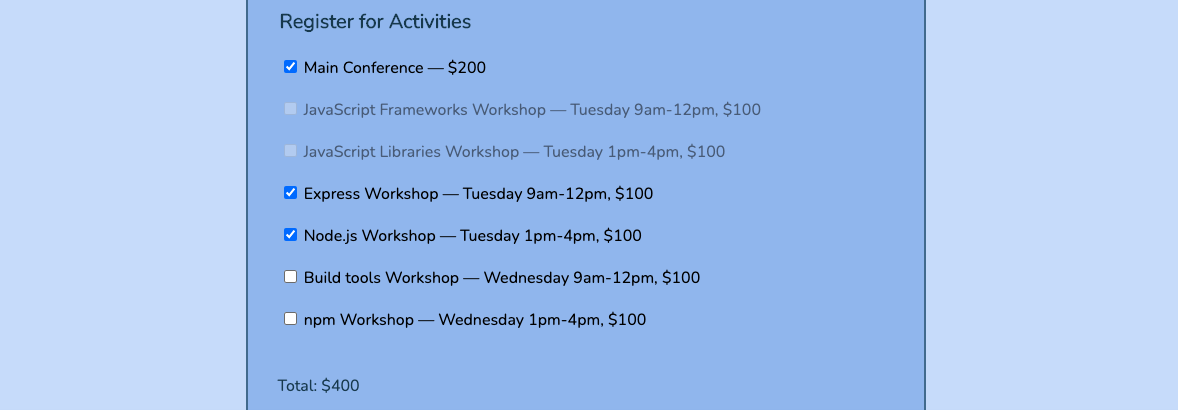 Register for Activities
Main Conference — $200
JavaScript Frameworks Workshop — Tuesday 9am-12pm, $100
JavaScript Libraries Workshop — Tuesday 1pm-4pm, $100
Express Workshop — Tuesday 9am-12pm, $100
Node.js Workshop — Tuesday 1pm-4pm, $100
Build tools Workshop — Wednesday 9am-12pm, $100
npm Workshop — Wednesday 1pm-4pm, $100
Total: $400